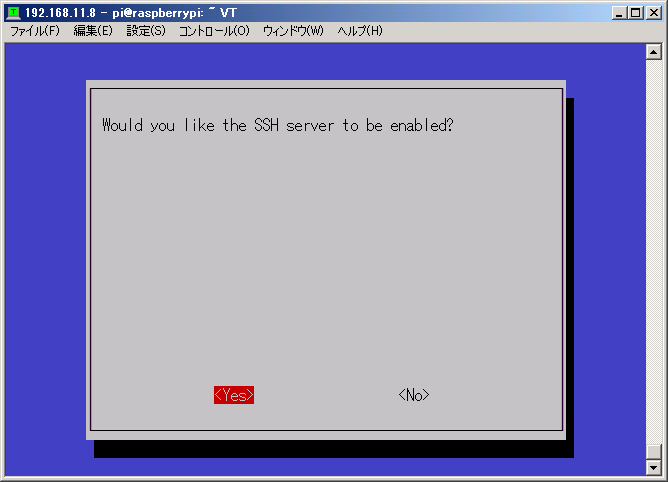 192.168.11.8 - pi@raspberrypi: ~ VT
ファイル(F) 編集(E) 設定(S) コントロール(O) ウィンドウ(W) ヘルプ(H)
Would you like the SSH server to be enabled?
<Yes> <No>